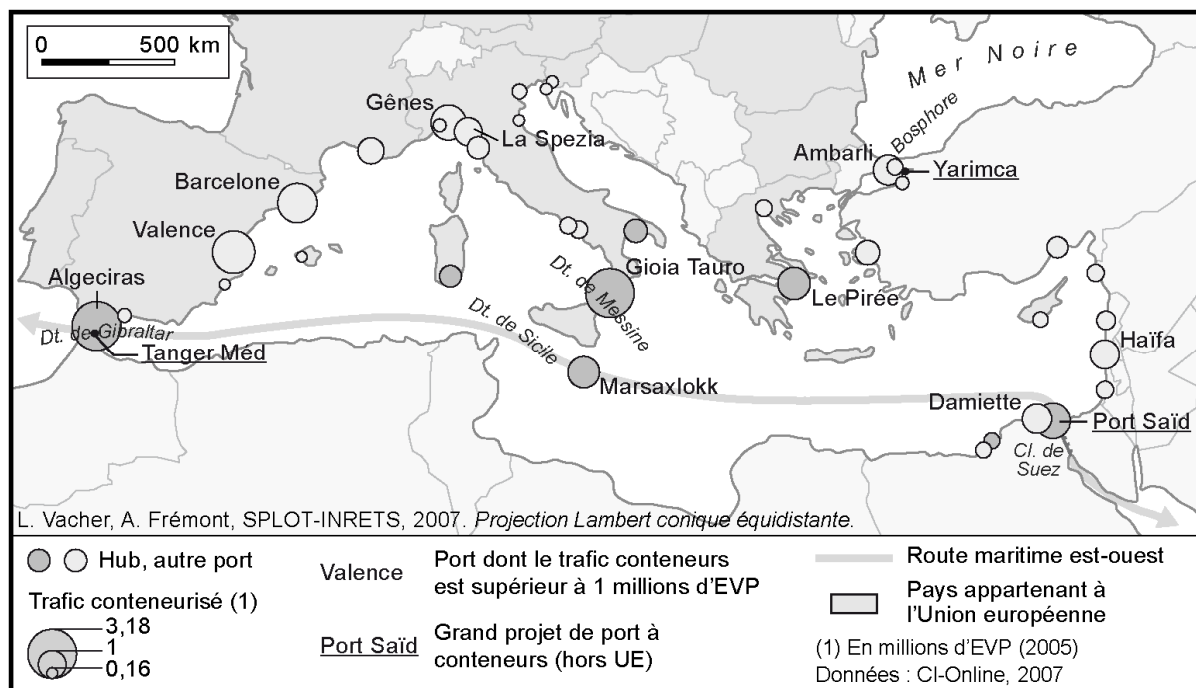 0 500 km
Mer Noire
Bosphore
Gênes
La Spezia
Ambarli
Yarimca
Barcelone
Valence
Algeciras
Dt. de Gibraltar
Tanger Méd
Dt. de Messine
Gioia Tauro
Le Pirée
Dt. de Sicile
Marsaxlokk
Haïfa
Damiette
Port Saïd
Cl. de
Suez
L. Vacher, A. Frémont, SPLOT-INRETS, 2007. Projection Lambert conique équidistante.
Hub, autre port
Trafic conteneurisé (1)
3,18
1
0,16
Valence
Port dont le trafic conteneurs
est supérieur à 1 millions d'EVP
Port Saïd
Grand projet de port à
conteneurs (hors UE)
Route maritime est-ouest
Pays appartenant à
l'Union européenne
(1) En millions d'EVP (2005)
Données : CI-Online, 2007